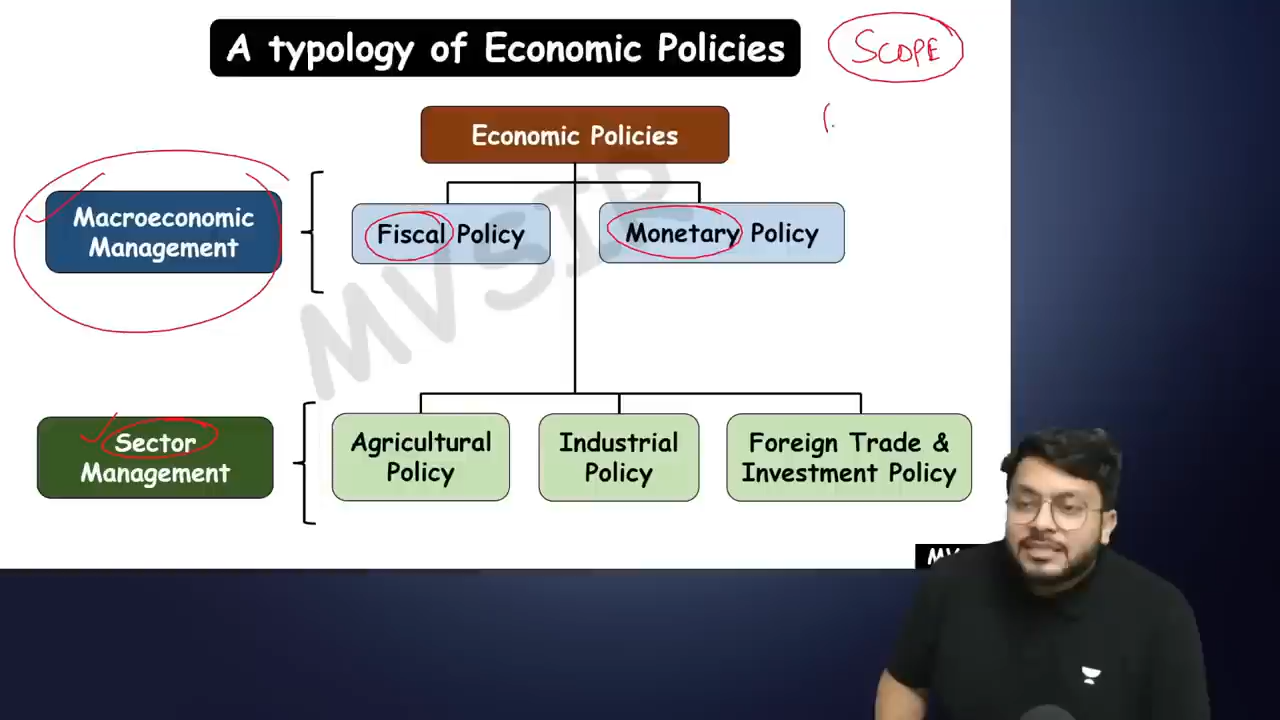 A typology of Economic Policies
SCOPE
Economic Policies
Macroeconomic
Management
Fiscal Policy
Monetary Policy
MVSIR
Sector
Management
Agricultural
Policy
Industrial
Policy
Foreign Trade &
Investment Policy